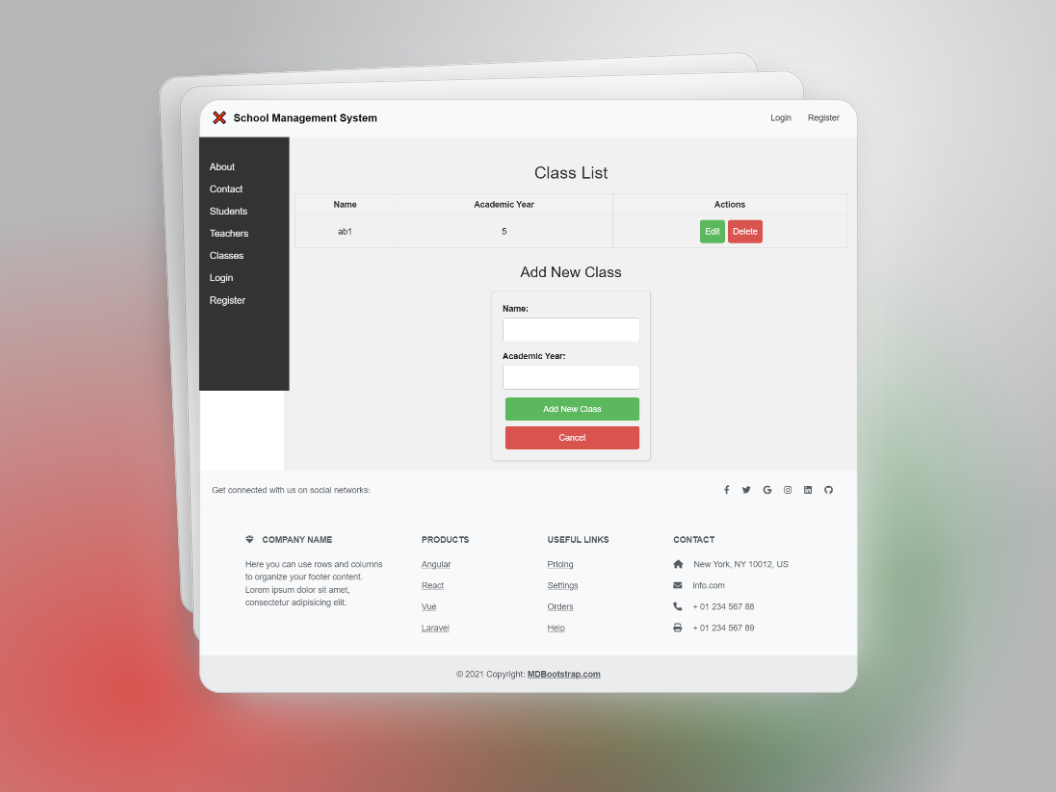 School Management System
Login Register
About
Contact
Students
Teachers
Classes
Login
Register
Class List
Name Academic Year Actions
ab1 5 Edit Delete
Add New Class
Name:
Academic Year:
Add New Class
Cancel
Get connected with us on social networks:
COMPANY NAME
Here you can use rows and columns
to organize your footer content.
Lorem ipsum dolor sit amet,
consectetur adipisicing elit.
PRODUCTS
Angular
React
Vue
Laravel
USEFUL LINKS
Pricing
Settings
Orders
Help
CONTACT
New York, NY 10012, US
info.com
+ 01 234 567 88
+ 01 234 567 89
© 2021 Copyright: MDBootstrap.com